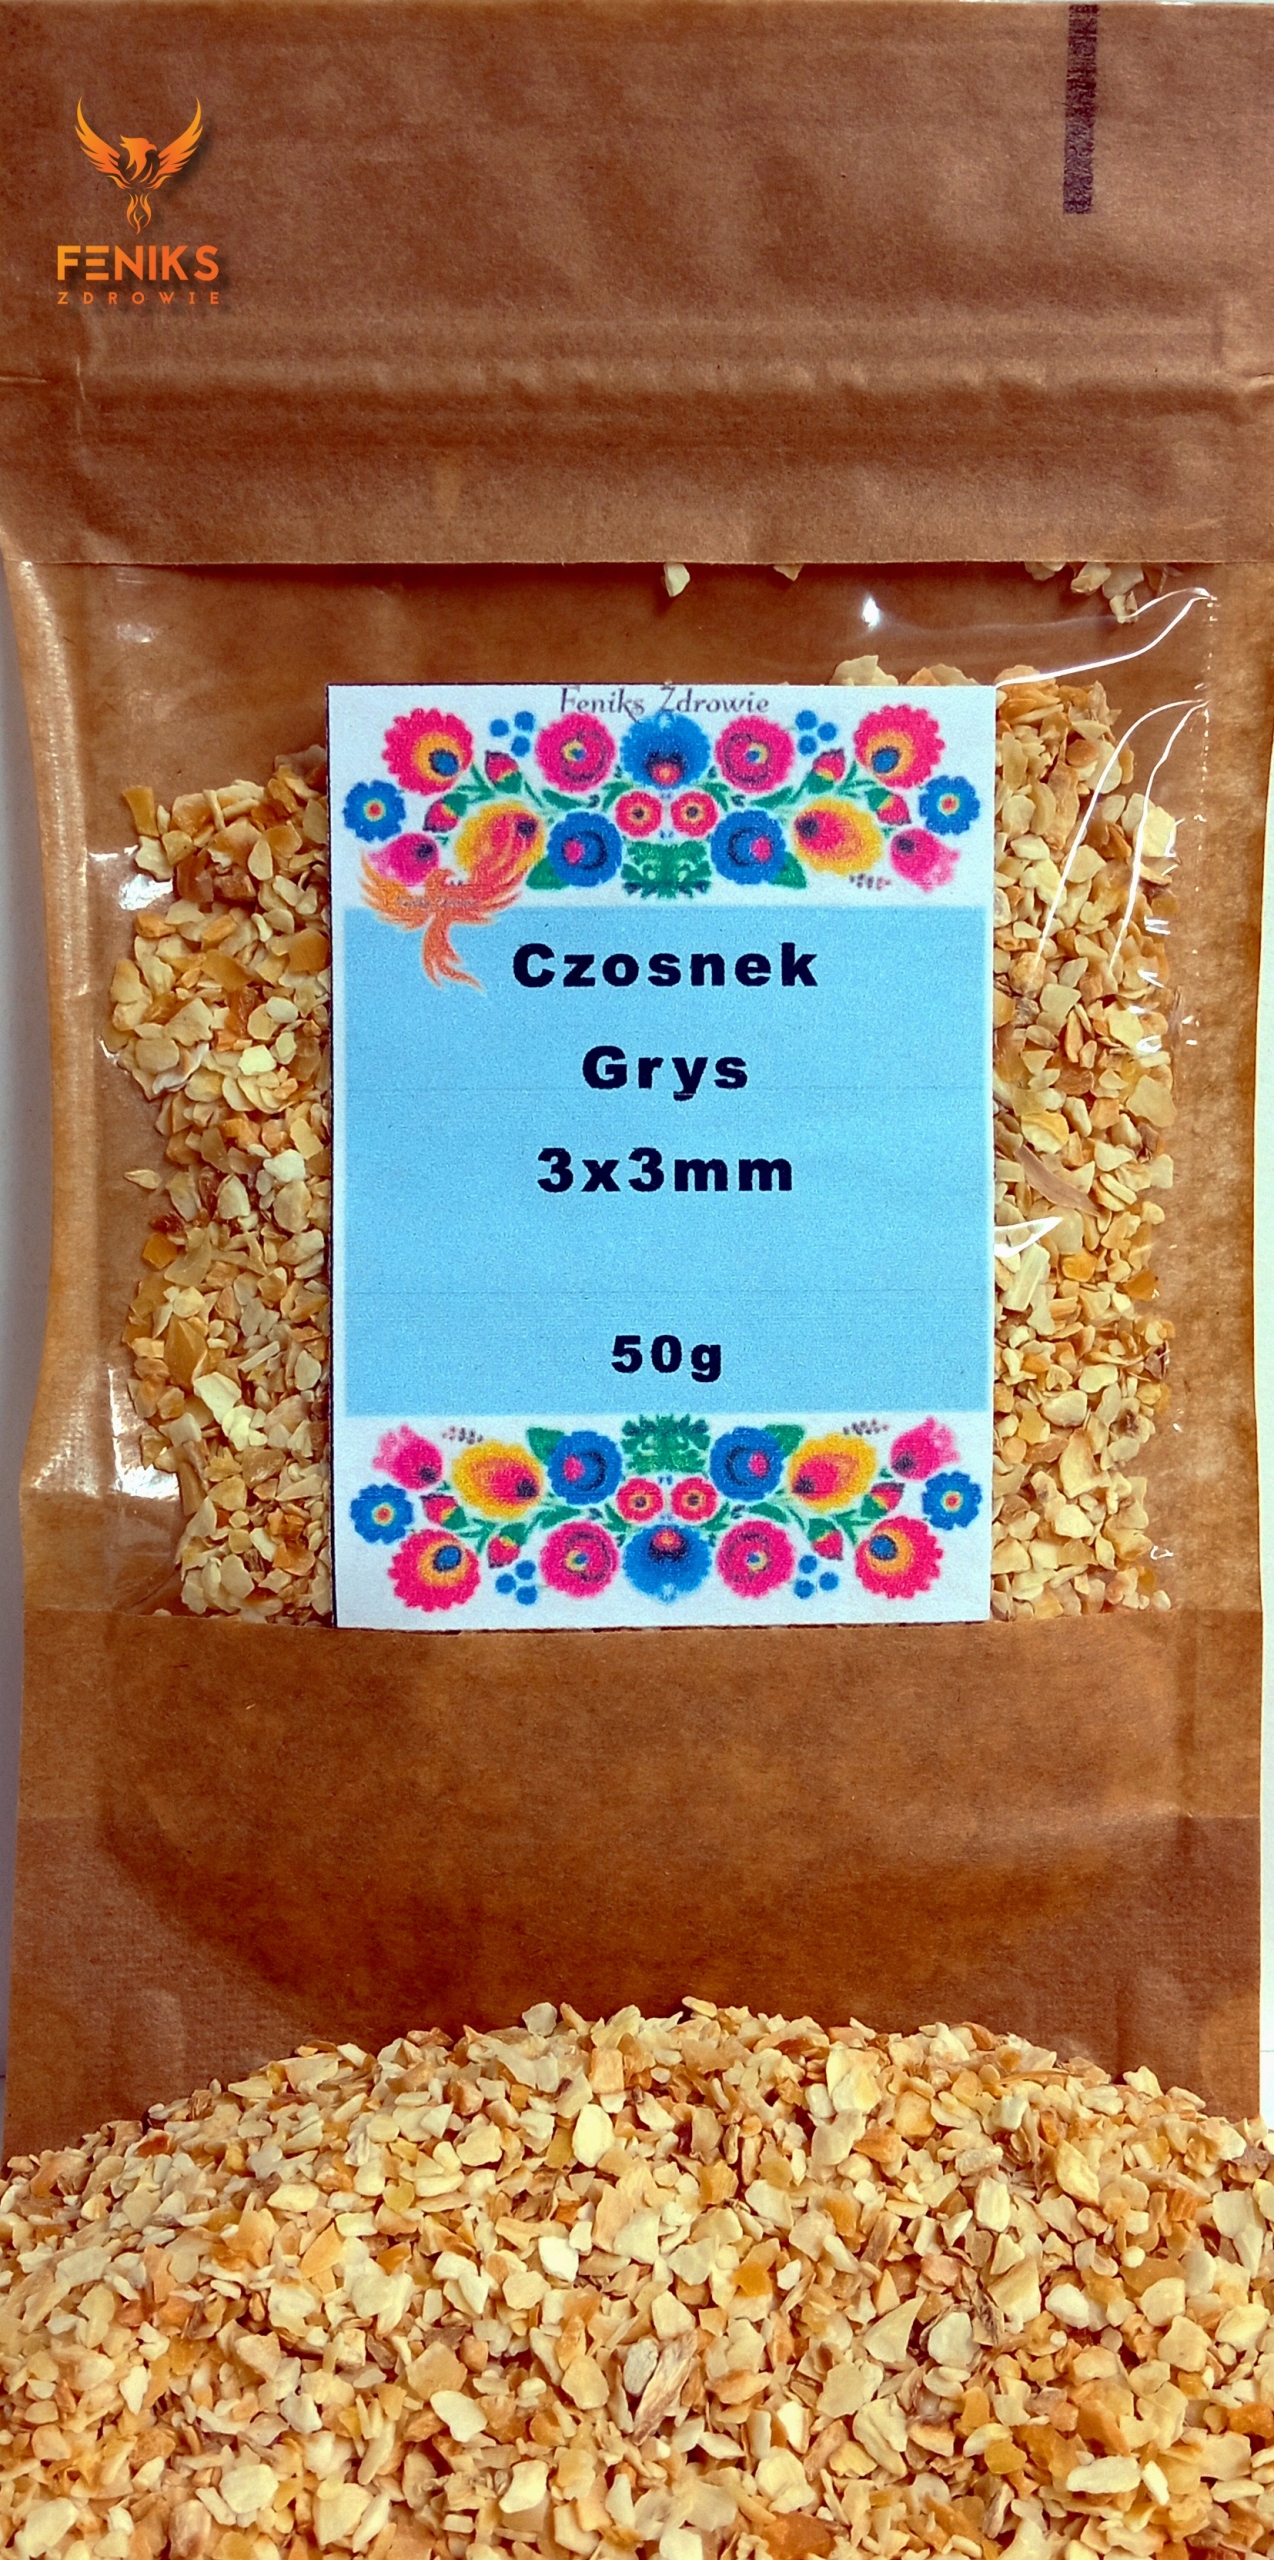 FENIKS
ZDROWIE
Feniks Zdrowie
Czosnek
Grys
3x3mm
50g